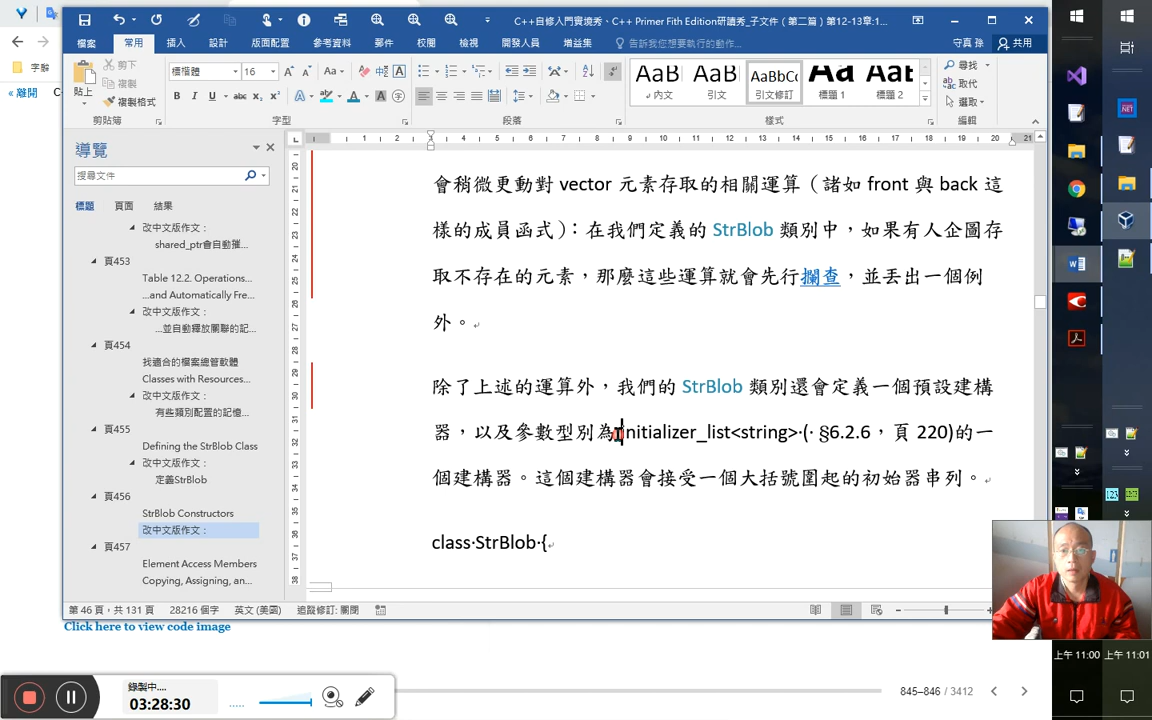 C++自修入門實境秀、C++ Primer Fith Edition研讀秀_子文件（第二篇）第12-13章:1...
檔案
常用
插入
設計
版面配置
參考資料
郵件
校閱
檢視
開發人員
增益集
告訴我您想要執行的動作...
守真 孫
共用
字齡
« 離開
貼上
剪下
複製
複製格式
剪貼簿
標楷體
16
字型
段落
AaBb
AaBb
AaBbCc
Aa
Aat
內文
引文
引文修訂
標題 1
標題 2
樣式
尋找
取代
選取
編輯
導覽
搜尋文件
標題
頁面
結果
改中文版作文：
shared_ptr會自動摧...
頁453
Table 12.2. Operations...
...and Automatically Fre...
改中文版作文：
...並自動釋放關聯的記...
頁454
找適合的檔案總管軟體
Classes with Resources...
改中文版作文：
有些類別配置的記憶...
頁455
Defining the StrBlob Class
改中文版作文：
定義StrBlob
頁456
StrBlob Constructors
改中文版作文：
頁457
Element Access Members
Copying, Assigning, an...
會稍微更動對 vector 元素存取的相關運算（諸如 front 與 back 這
樣的成員函式）：在我們定義的 StrBlob 類別中，如果有人企圖存
取不存在的元素，那麼這些運算就會先行攔查，並丟出一個例
外。
除了上述的運算外，我們的 StrBlob 類別還會定義一個預設建構
器，以及參數型別為initializer_list<string>·(· §6.2.6，頁 220)的一
個建構器。這個建構器會接受一個大括號圍起的初始器串列。
class·StrBlob·{
第 46 頁，共 131 頁
28216 個字
英文 (美國)
追蹤修訂: 關閉
Click here to view code image
錄製中....
03:28:30
845–846 / 3412
上午 11:00
上午 11:01